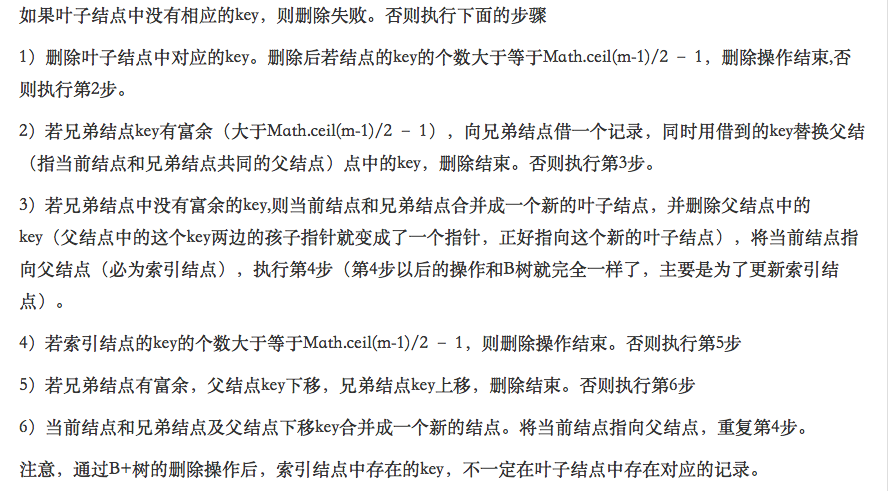 如果叶子结点中没有相应的key，则删除失败。否则执行下面的步骤
1）删除叶子结点中对应的key。删除后若结点的key的个数大于等于Math.ceil(m-1)/2 – 1，删除操作结束,否
则执行第2步。
2）若兄弟结点key有富余（大于Math.ceil(m-1)/2 – 1），向兄弟结点借一个记录，同时用借到的key替换父结
（指当前结点和兄弟结点共同的父结点）点中的key，删除结束。否则执行第3步。
3）若兄弟结点中没有富余的key,则当前结点和兄弟结点合并成一个新的叶子结点，并删除父结点中的
key（父结点中的这个key两边的孩子指针就变成了一个指针，正好指向这个新的叶子结点），将当前结点指
向父结点（必为索引结点），执行第4步（第4步以后的操作和B树就完全一样了，主要是为了更新索引结
点）。
4）若索引结点的key的个数大于等于Math.ceil(m-1)/2 – 1，则删除操作结束。否则执行第5步
5）若兄弟结点有富余，父结点key下移，兄弟结点key上移，删除结束。否则执行第6步
6）当前结点和兄弟结点及父结点下移key合并成一个新的结点。将当前结点指向父结点，重复第4步。
注意，通过B+树的删除操作后，索引结点中存在的key，不一定在叶子结点中存在对应的记录。